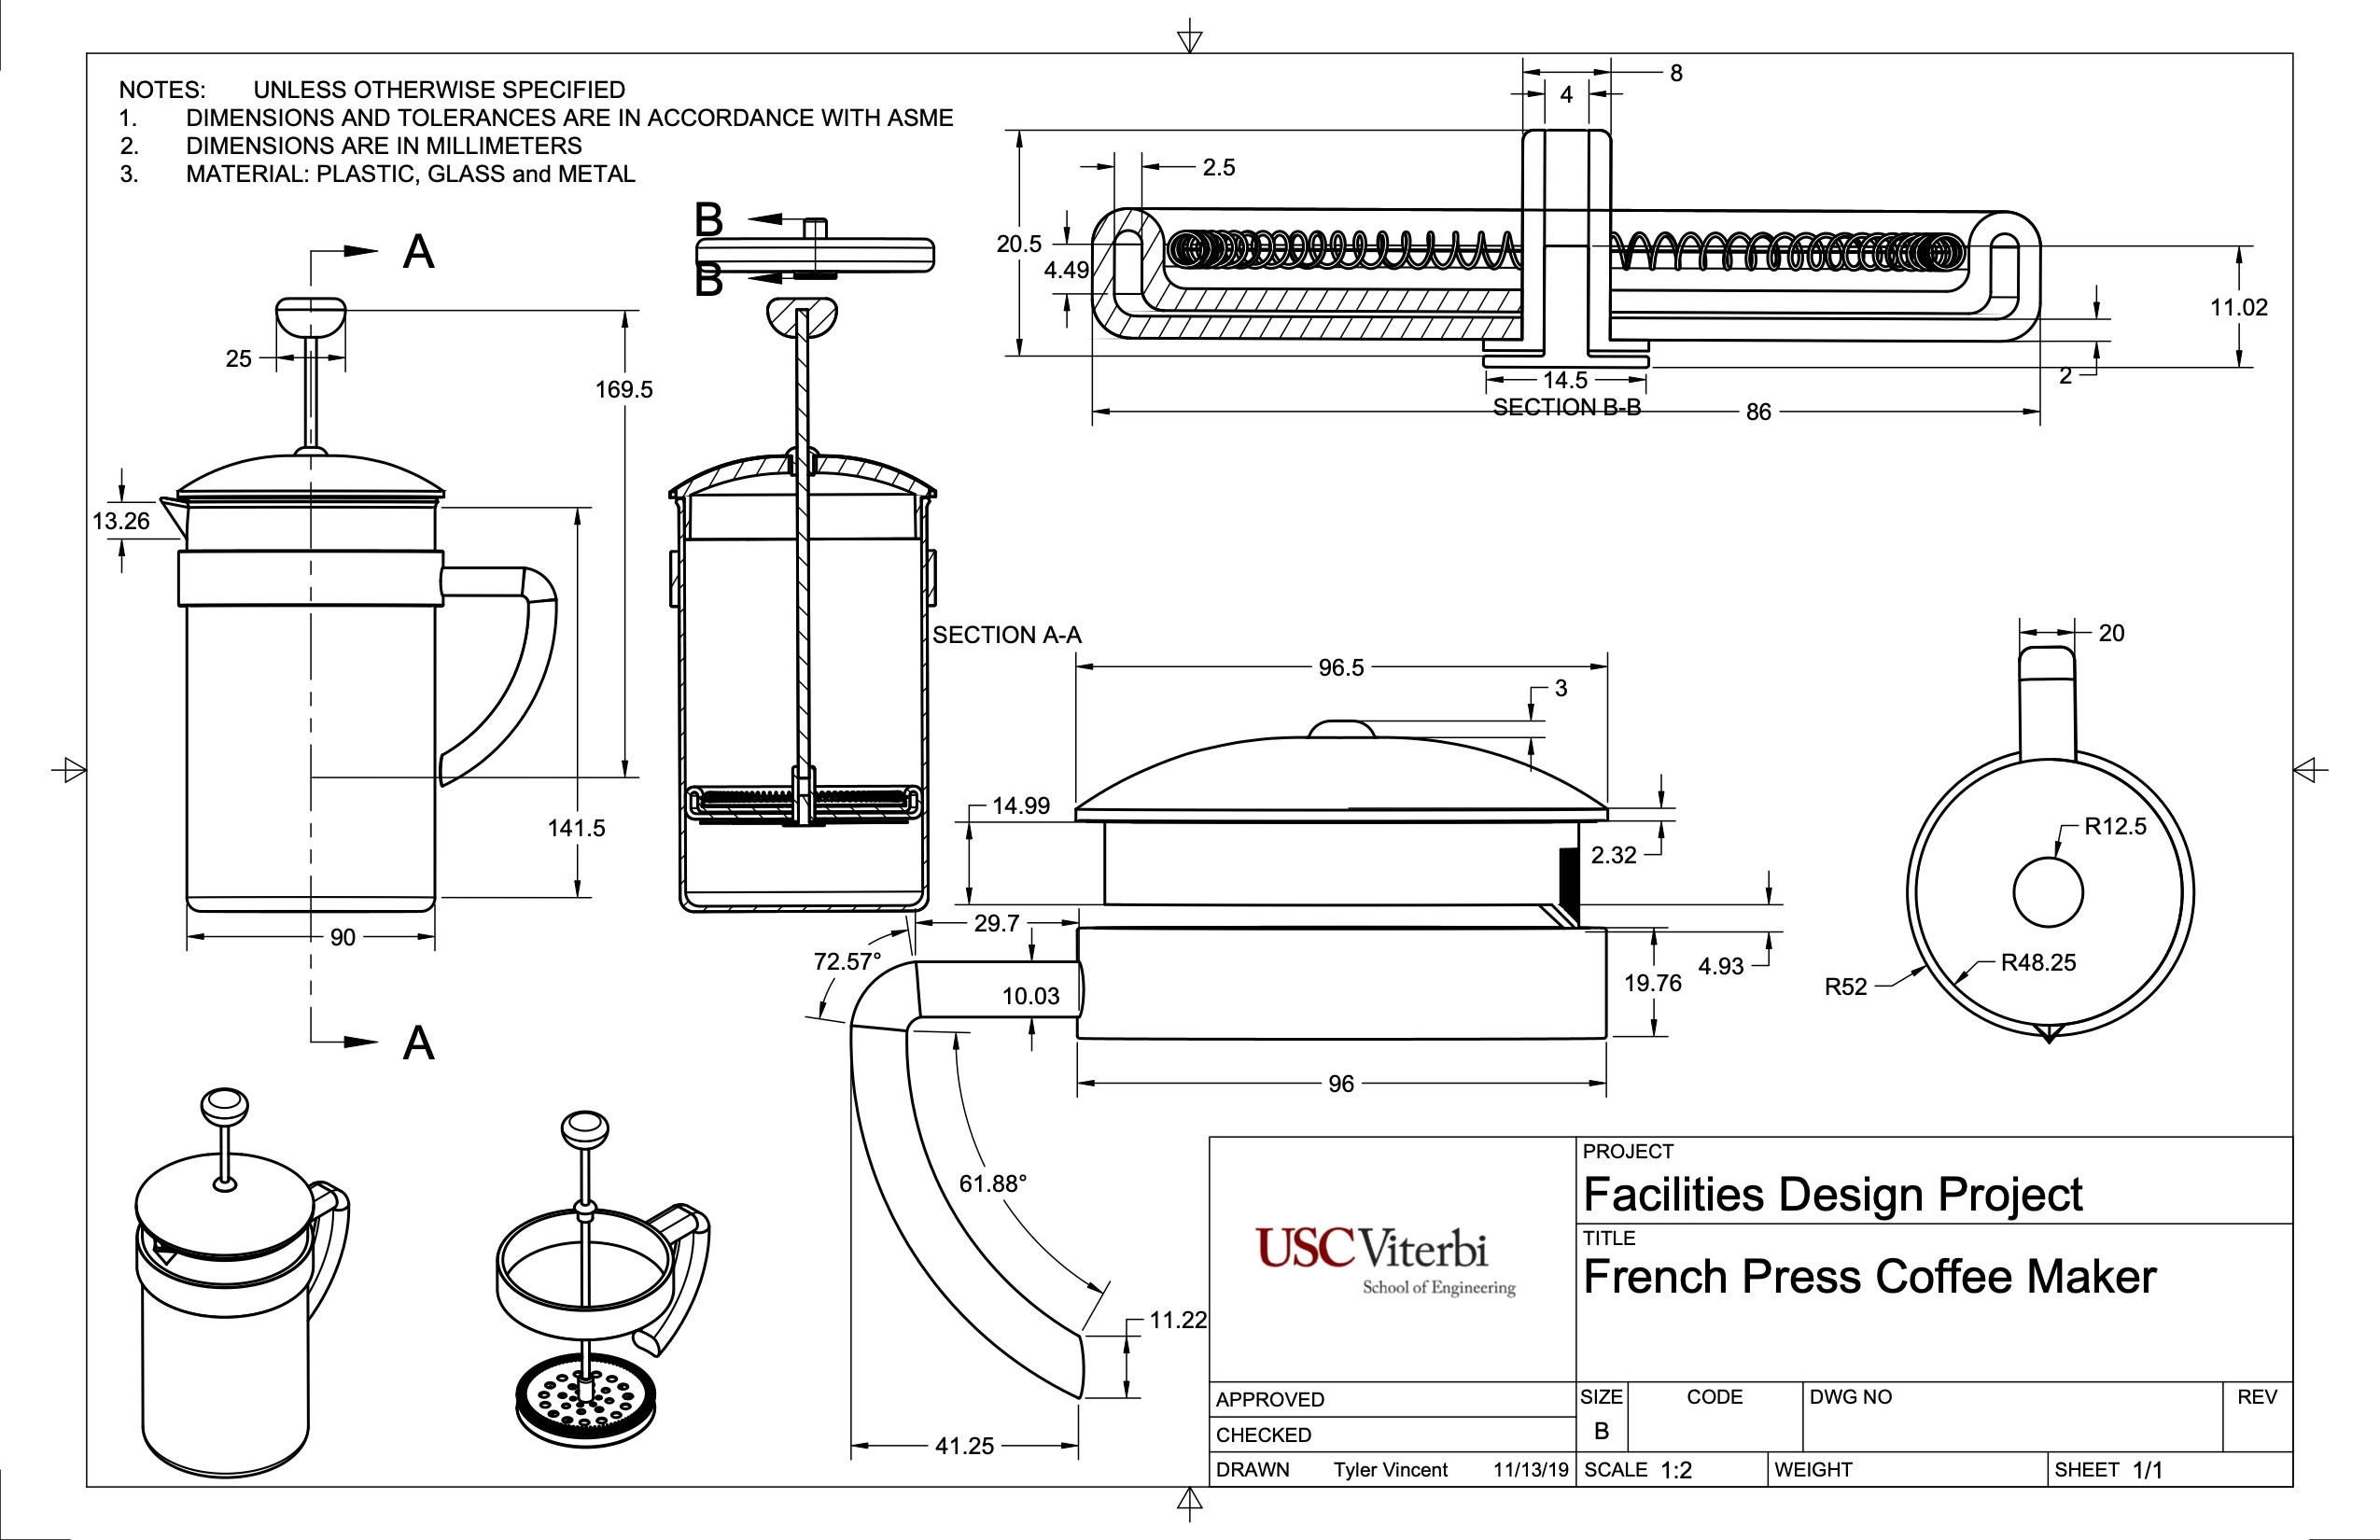 NOTES: UNLESS OTHERWISE SPECIFIED
1. DIMENSIONS AND TOLERANCES ARE IN ACCORDANCE WITH ASME
2. DIMENSIONS ARE IN MILLIMETERS
3. MATERIAL: PLASTIC, GLASS and METAL
8
4
2.5
20.5
4.49
11.02
2
14.5
SECTION B-B
86
B
B
A
25
169.5
13.26
141.5
90
A
SECTION A-A
96.5
3
14.99
2.32
29.7
72.57°
10.03
19.76
4.93
96
61.88°
11.22
41.25
20
R12.5
R48.25
R52
USC Viterbi
School of Engineering
PROJECT
Facilities Design Project
TITLE
French Press Coffee Maker
APPROVED
CHECKED
DRAWN Tyler Vincent 11/13/19
SIZE CODE DWG NO REV
B
SCALE 1:2 WEIGHT SHEET 1/1